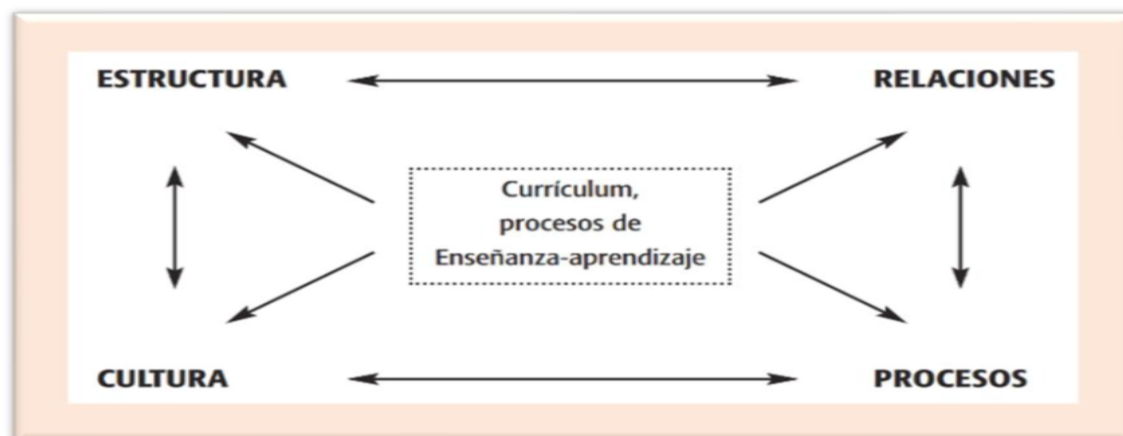 ESTRUCTURA
RELACIONES
Currículum,
procesos de
Enseñanza-aprendizaje
CULTURA
PROCESOS